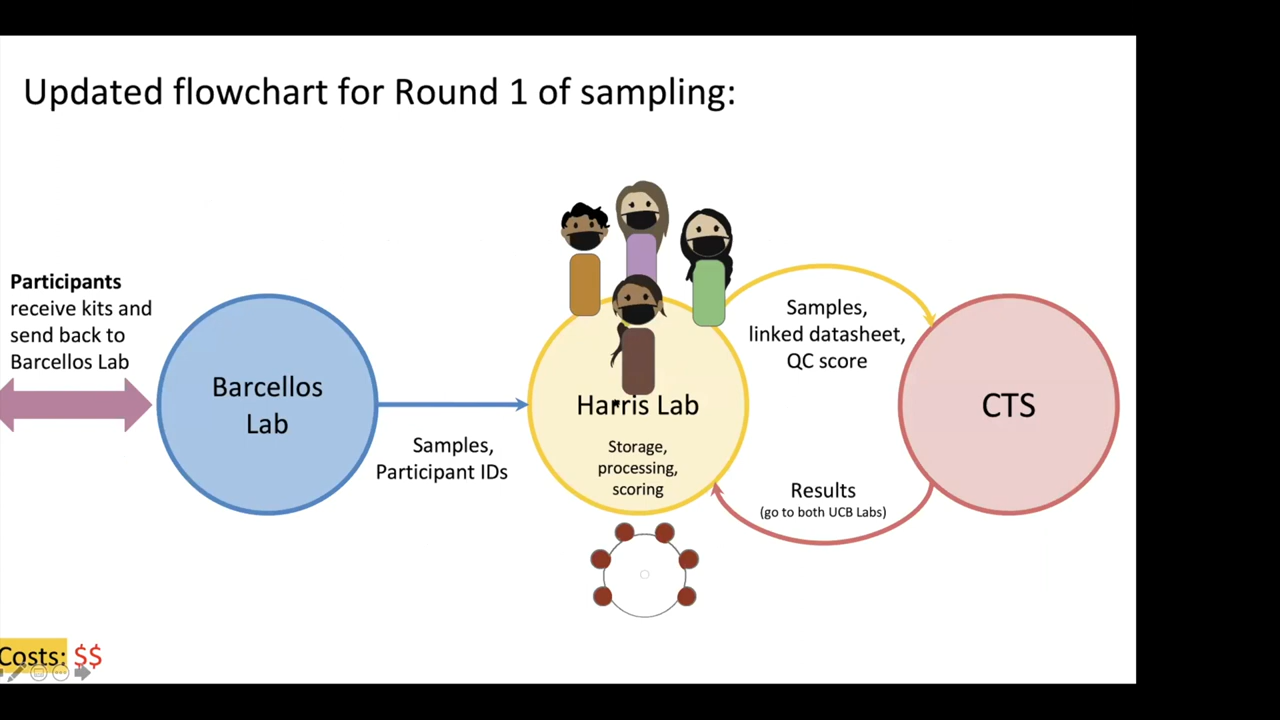 Updated flowchart for Round 1 of sampling:
Participants
receive kits and
send back to
Barcellos Lab
Barcellos
Lab
Samples,
Participant IDs
Harris Lab
Storage,
processing,
scoring
Samples,
linked datasheet,
QC score
CTS
Results
(go to both UCB Labs)
Costs: $$